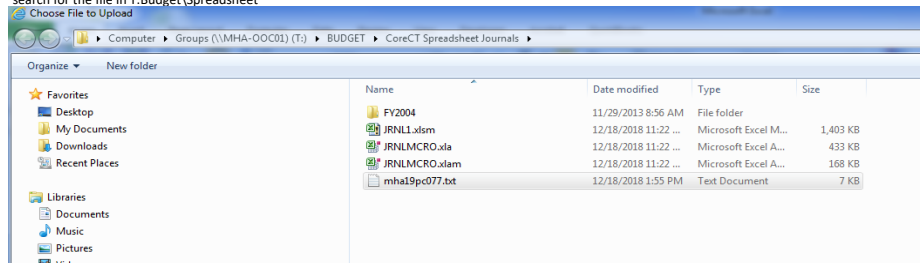 search for the file in T:Budget\Spreadsheet
Choose File to Upload
Computer ▸ Groups (\\MHA-OOC01) (T:) ▸ BUDGET ▸ CoreCT Spreadsheet Journals ▸
Organize ▾ New folder
Name Date modified Type Size
Favorites
Desktop
My Documents
Downloads
Recent Places
Libraries
Documents
Music
Pictures
FY2004 11/29/2013 8:56 AM File folder
JRNL1.xlsm 12/18/2018 11:22 ... Microsoft Excel M... 1,403 KB
JRNLMCRO.xla 12/18/2018 11:22 ... Microsoft Excel A... 433 KB
JRNLMCRO.xlam 12/18/2018 11:22 ... Microsoft Excel A... 168 KB
mha19pc077.txt 12/18/2018 1:55 PM Text Document 7 KB